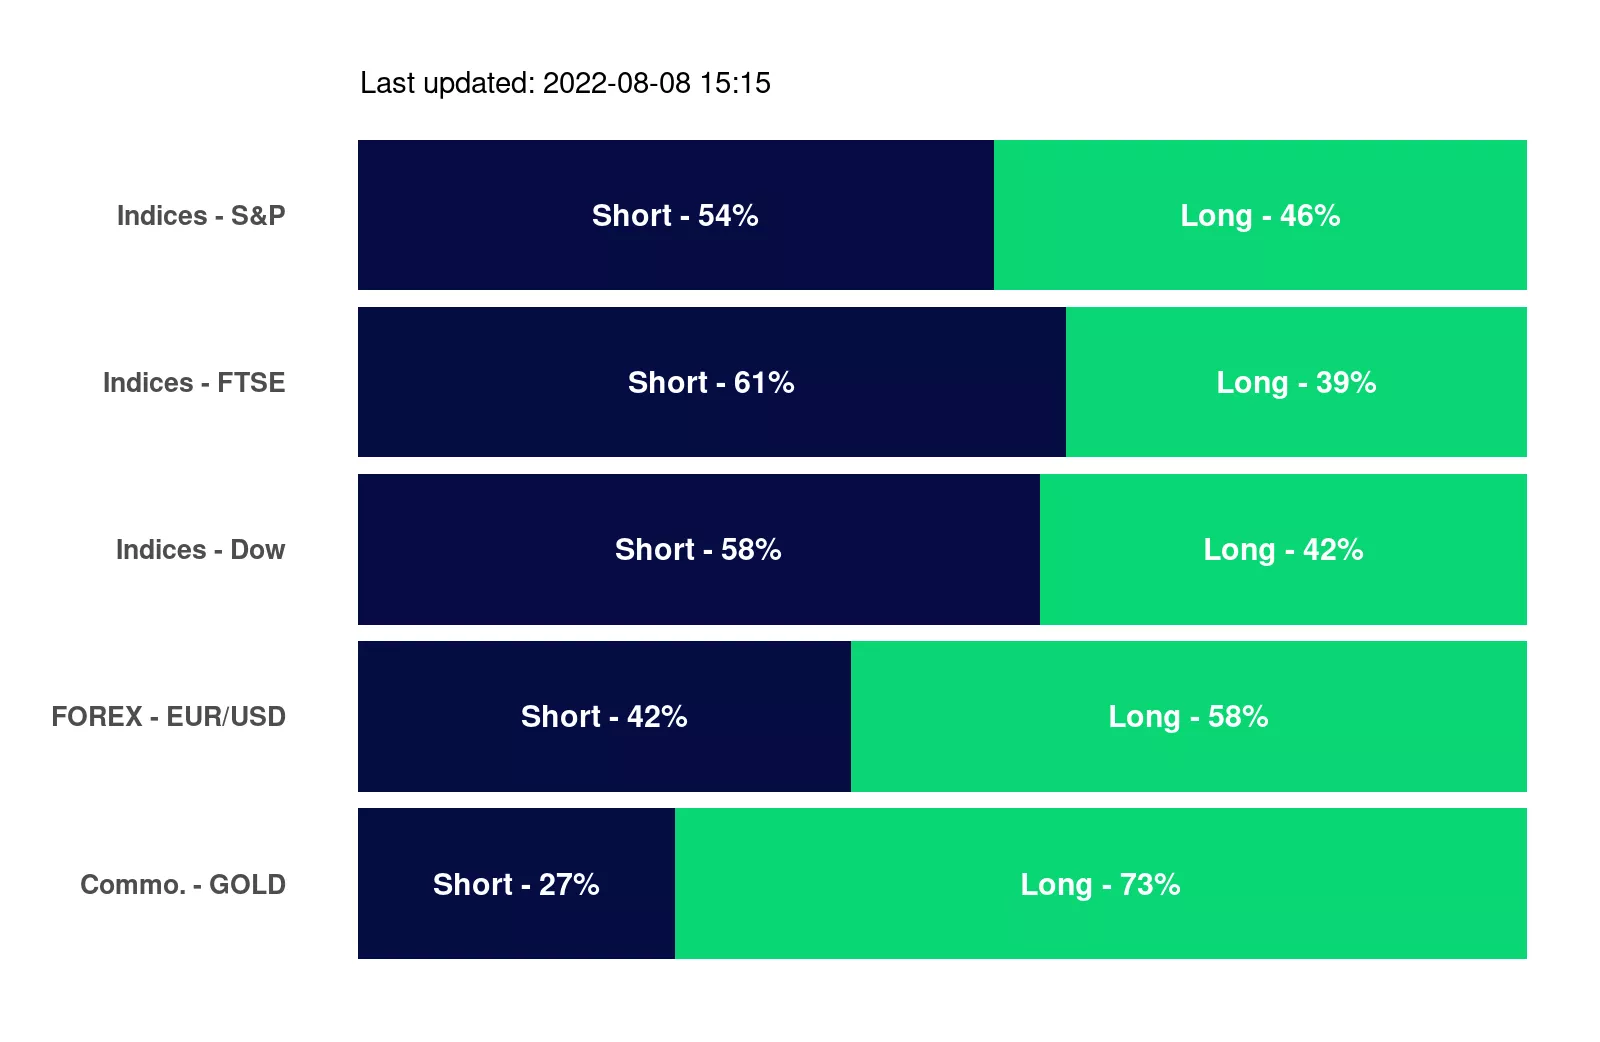 Last updated: 2022-08-08 15:15
Indices - S&P
Short - 54%
Long - 46%
Indices - FTSE
Short - 61%
Long - 39%
Indices - Dow
Short - 58%
Long - 42%
FOREX - EUR/USD
Short - 42%
Long - 58%
Commo. - GOLD
Short - 27%
Long - 73%